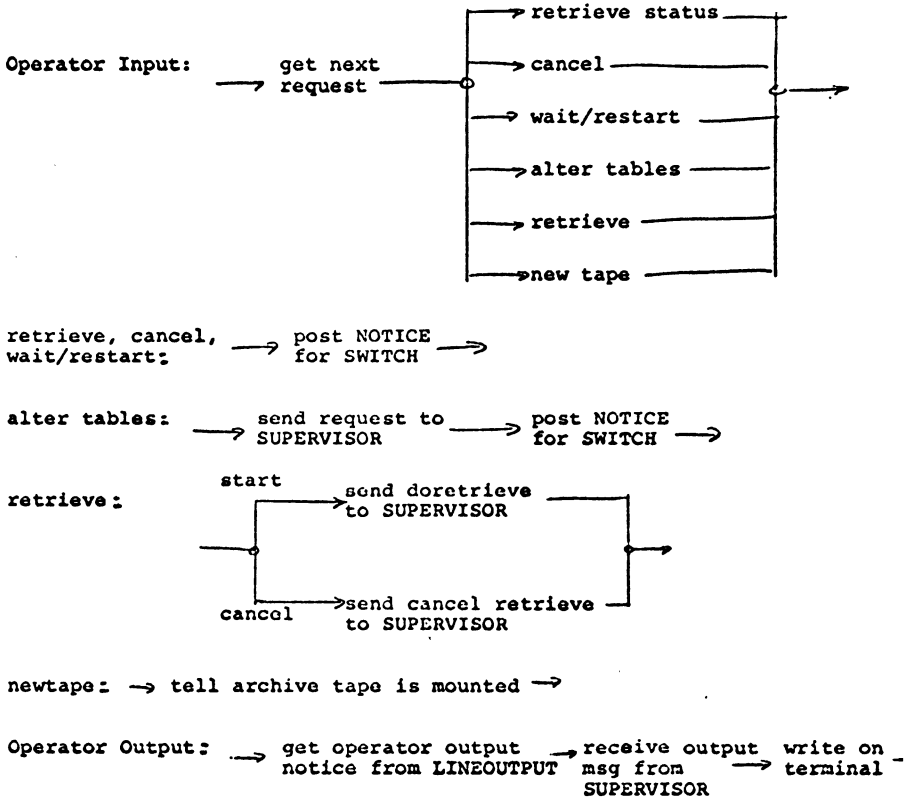 retrieve status
Operator Input:
get next
request
cancel
wait/restart
alter tables
retrieve
new tape
retrieve, cancel,
wait/restart:
post NOTICE
for SWITCH
alter tables:
send request to
SUPERVISOR
post NOTICE
for SWITCH
retrieve:
start
send doretrieve
to SUPERVISOR
cancel
send cancel retrieve
to SUPERVISOR
newtape:
tell archive tape is mounted
Operator Output:
get operator output
notice from LINEOUTPUT
receive output
msg from
SUPERVISOR
write on
terminal